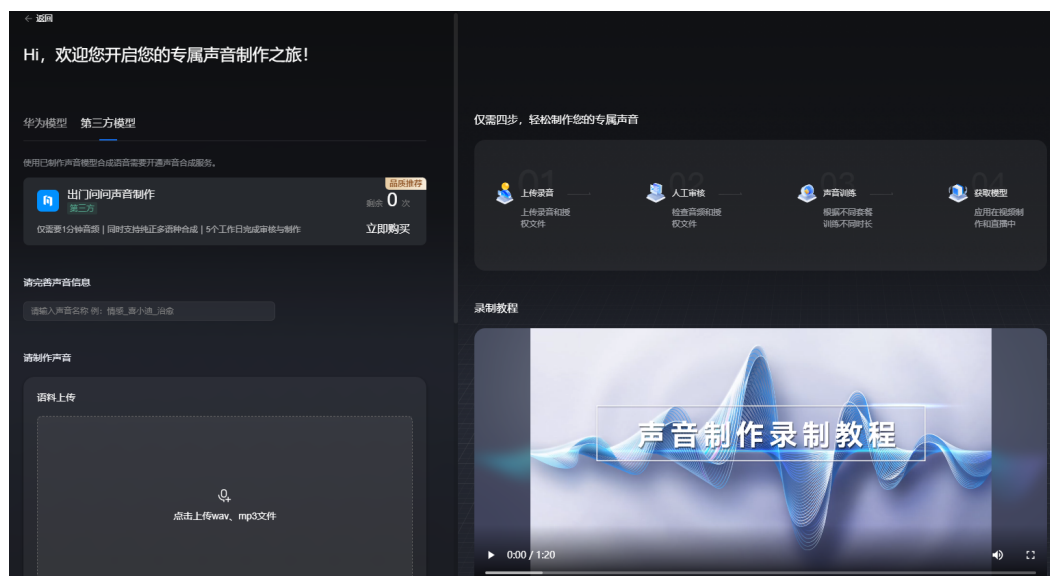 ← 返回
Hi，欢迎您开启您的专属声音制作之旅！
华为模型 第三方模型
使用已制作声音模型合成语音需要开通声音合成服务。
品质推荐
出门问问声音制作
第三方
剩余 0 次
仅需要1分钟音频 | 同时支持纯正多语种合成 | 5个工作日完成审核与制作
立即购买
请完善声音信息
请输入声音名称 例：情感_喜小迪_治愈
请制作声音
语料上传
点击上传wav、mp3文件
仅需四步，轻松制作您的专属声音
01
上传录音
上传录音和授
权文件
02
人工审核
检查音频和授
权文件
03
声音训练
根据不同套餐
训练不同时长
04
获取模型
应用在视频制
作和直播中
录制教程
声音制作录制教程
0:00 / 1:20